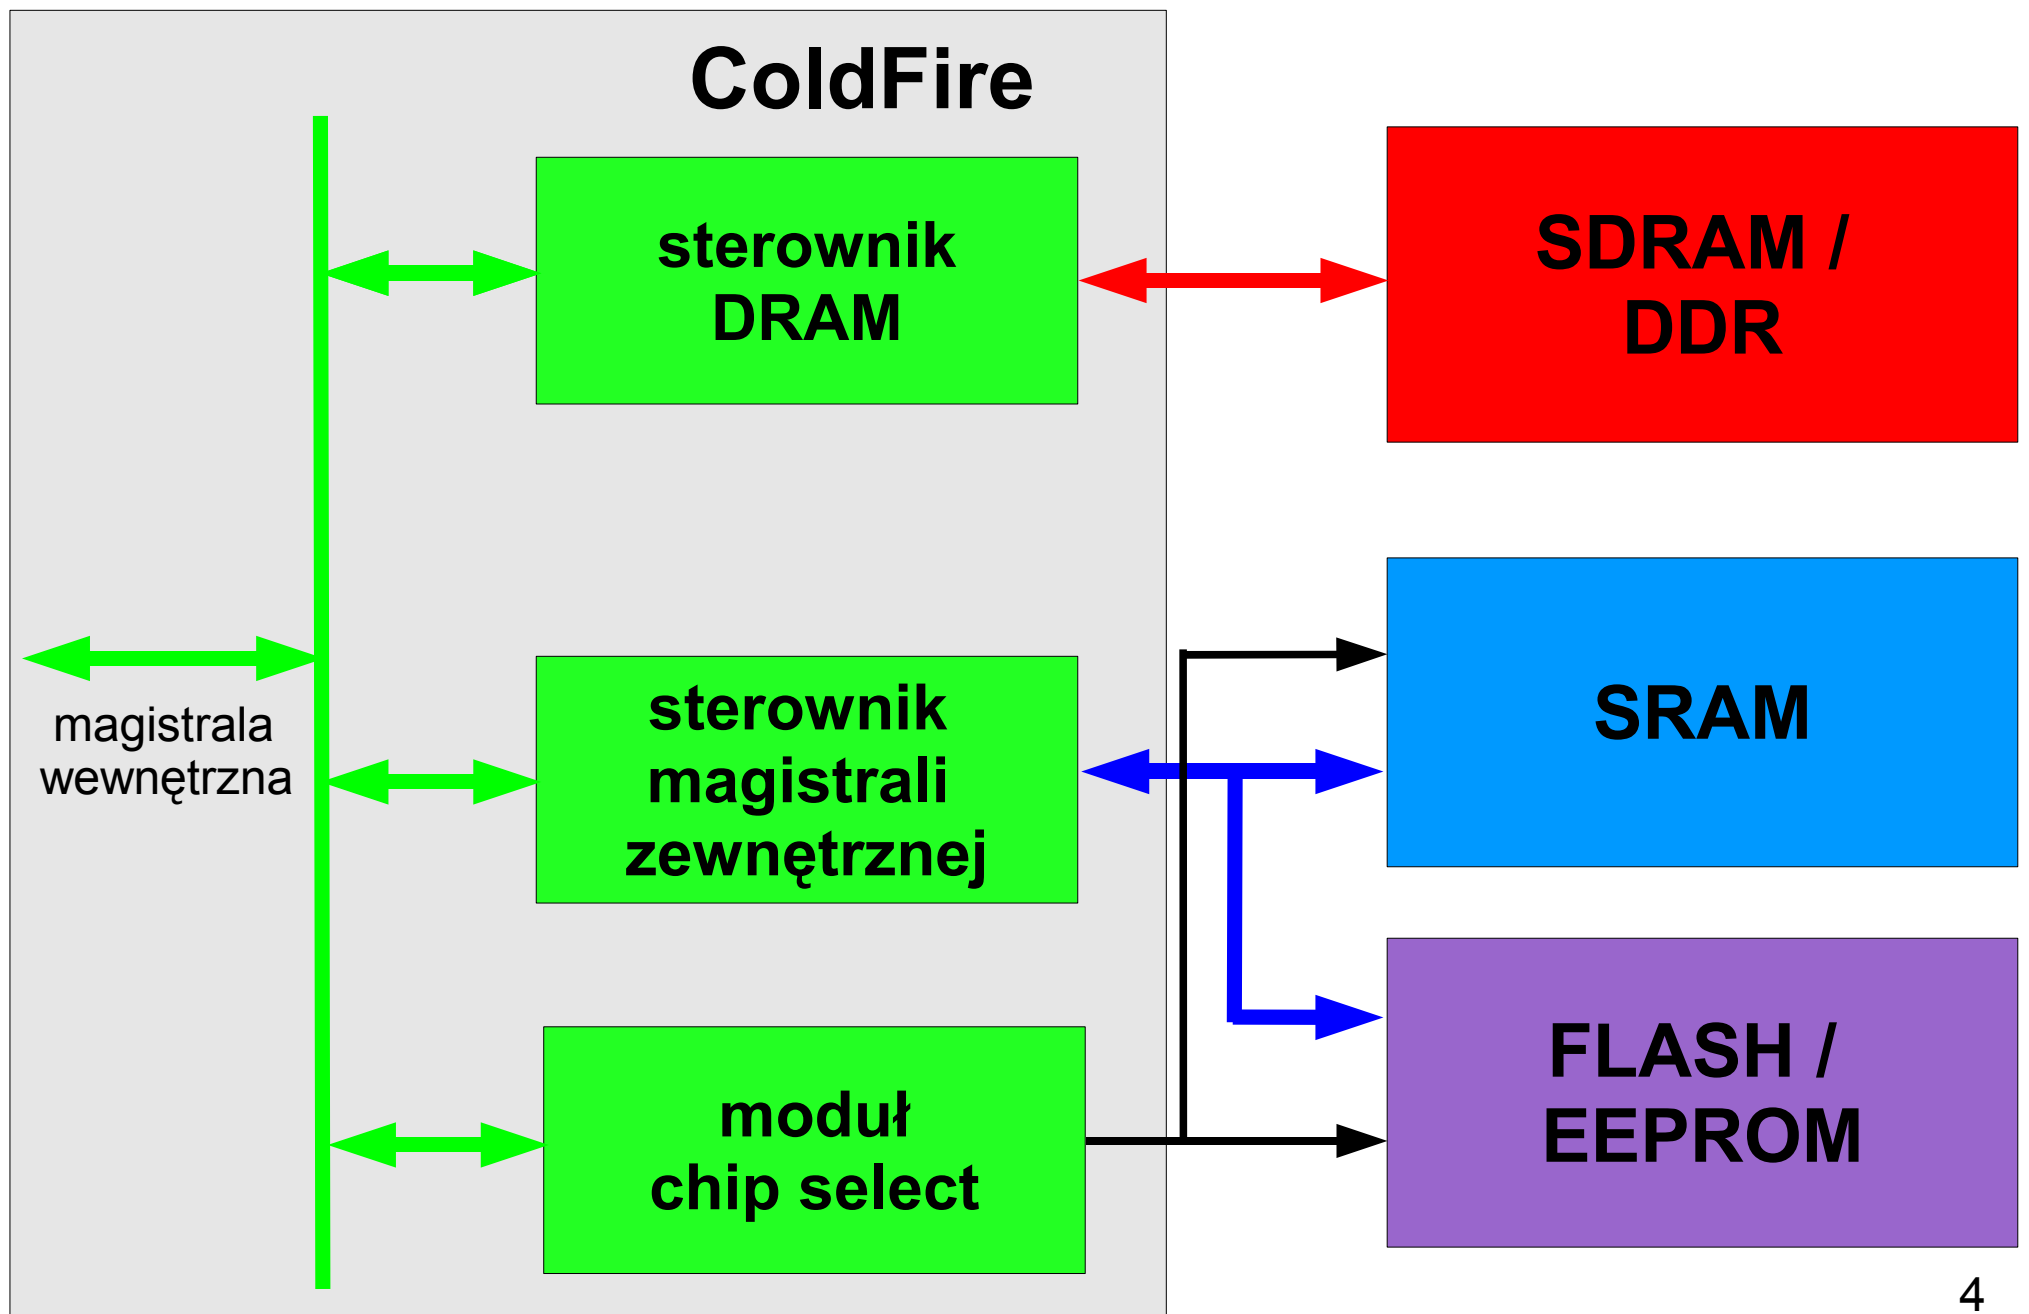 ColdFire
sterownik
DRAM
SDRAM /
DDR
magistrala
wewnętrzna
sterownik
magistrali
zewnętrznej
SRAM
moduł
chip select
FLASH /
EEPROM
4